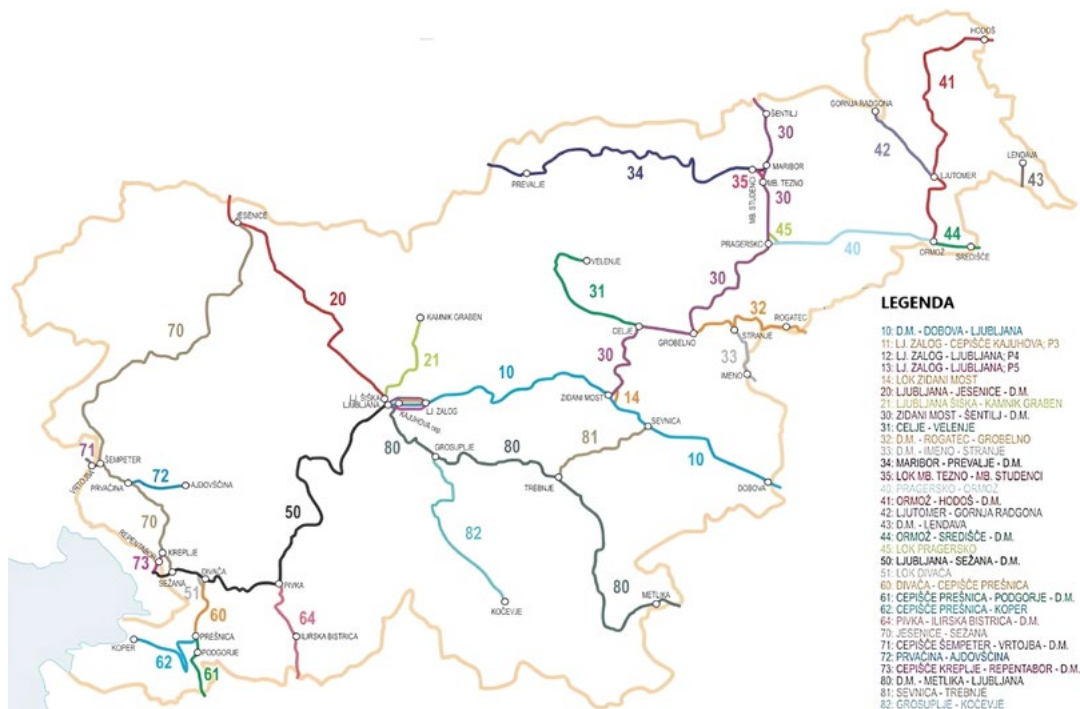 HODOŠ
41
GORNJA RADGONA
ŠENTILJ
30
42
LENDAVA
43
PREVALJE
34
MARIBOR
35
MB. TEZNO
MB. STUDENCI
30
LJUTOMER
JESENICE
45
PRAGERSKO
40
ORMOŽ
44
SREDIŠČE
VELENJE
31
30
20
70
KAMNIK GRABEN
21
CELJE
GROBELNO
32
ROGATEC
STRANJE
33
IMENO
30
10
LJ. ŠIŠKA
LJUBLJANA
KAJUHOVA cep.
LJ. ZALOG
ZIDANI MOST
14
SEVNICA
81
10
DOBOVA
GROSUPLJE
80
80
TREBNJE
71
VRTOJBA
ŠEMPETER
72
PRVAČINA
AJDOVŠČINA
70
50
82
REPENTABOR
KREPLJE
73
SEŽANA
DIVAČA
51
PIVKA
60
64
KOČEVJE
80
METLIKA
KOPER
62
PREŠNICA
PODGORJE
61
ILIRSKA BISTRICA
LEGENDA
10: D.M. - DOBOVA - LJUBLJANA
11: LJ. ZALOG - CEPIŠČE KAJUHOVA; P3
12: LJ. ZALOG - LJUBLJANA; P4
13: LJ. ZALOG - LJUBLJANA; P5
14: LOK ZIDANI MOST
20: LJUBLJANA - JESENICE - D.M.
21: LJUBLJANA ŠIŠKA - KAMNIK GRABEN
30: ZIDANI MOST - ŠENTILJ - D.M.
31: CELJE - VELENJE
32: D.M. - ROGATEC - GROBELNO
33: D.M. - IMENO - STRANJE
34: MARIBOR - PREVALJE - D.M.
35: LOK MB. TEZNO - MB. STUDENCI
40: PRAGERSKO - ORMOŽ
41: ORMOŽ - HODOŠ - D.M.
42: LJUTOMER - GORNJA RADGONA
43: D.M. - LENDAVA
44: ORMOŽ - SREDIŠČE - D.M.
45: LOK PRAGERSKO
50: LJUBLJANA - SEŽANA - D.M.
51: LOK DIVAČA
60: DIVAČA - CEPIŠČE PREŠNICA
61: CEPIŠČE PREŠNICA - PODGORJE - D.M.
62: CEPIŠČE PREŠNICA - KOPER
64: PIVKA - ILIRSKA BISTRICA - D.M.
70: JESENICE - SEŽANA
71: CEPIŠČE ŠEMPETER - VRTOJBA - D.M.
72: PRVAČINA - AJDOVŠČINA
73: CEPIŠČE KREPLJE - REPENTABOR - D.M.
80: D.M. - METLIKA - LJUBLJANA
81: SEVNICA - TREBNJE
82: GROSUPLJE - KOČEVJE